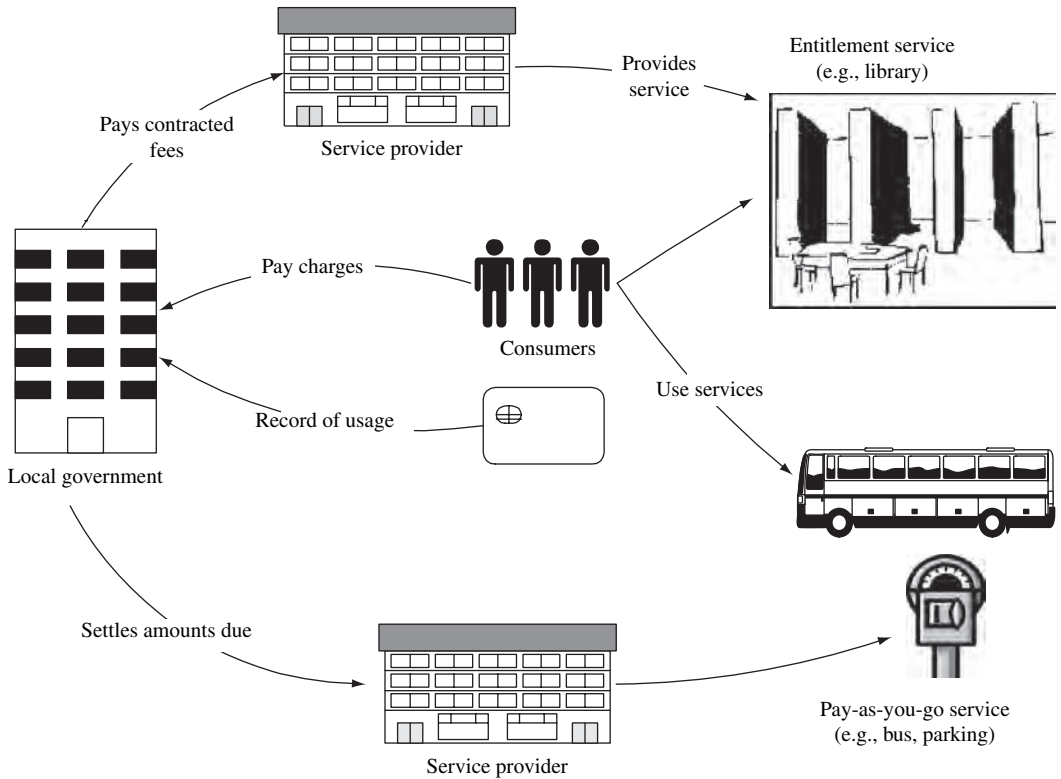 Entitlement service
(e.g., library)
Provides
service
Pays contracted
fees
Service provider
Pay charges
Consumers
Use services
Record of usage
Local government
Settles amounts due
Pay-as-you-go service
(e.g., bus, parking)
Service provider